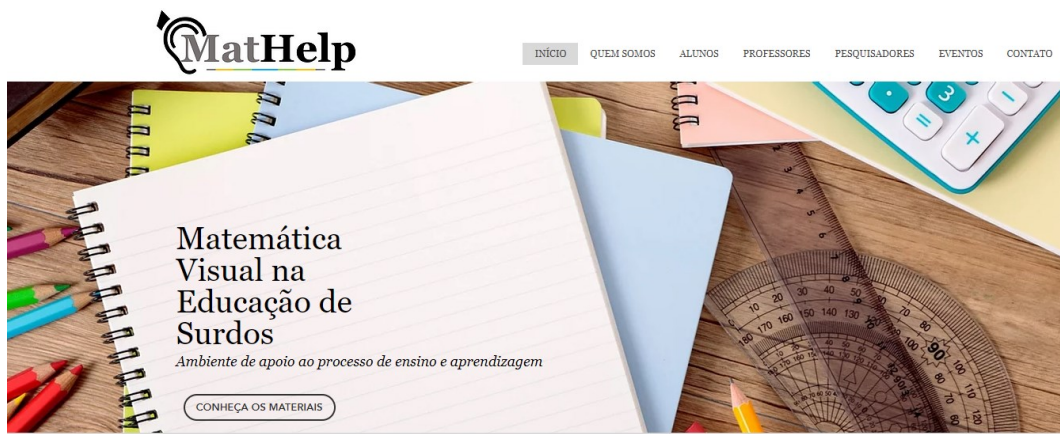 MatHelp
INÍCIO QUEM SOMOS ALUNOS PROFESSORES PESQUISADORES EVENTOS CONTATO
Matemática
Visual na
Educação de
Surdos
Ambiente de apoio ao processo de ensino e aprendizagem
CONHEÇA OS MATERIAIS